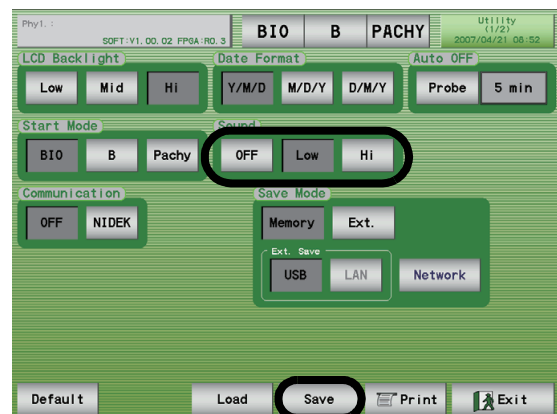 Phy1. :
SOFT:V1.00.02 FPGA:R0.3
BIO B PACHY
Utility
(1/2)
2007/04/21 08:52
LCD Backlight Date Format Auto OFF
Low Mid Hi Y/M/D M/D/Y D/M/Y Probe 5 min
Start Mode Sound
BIO B Pachy OFF Low Hi
Communication Save Mode
OFF NIDEK Memory Ext.
Ext. Save
USB LAN Network
Default Load Save Print Exit